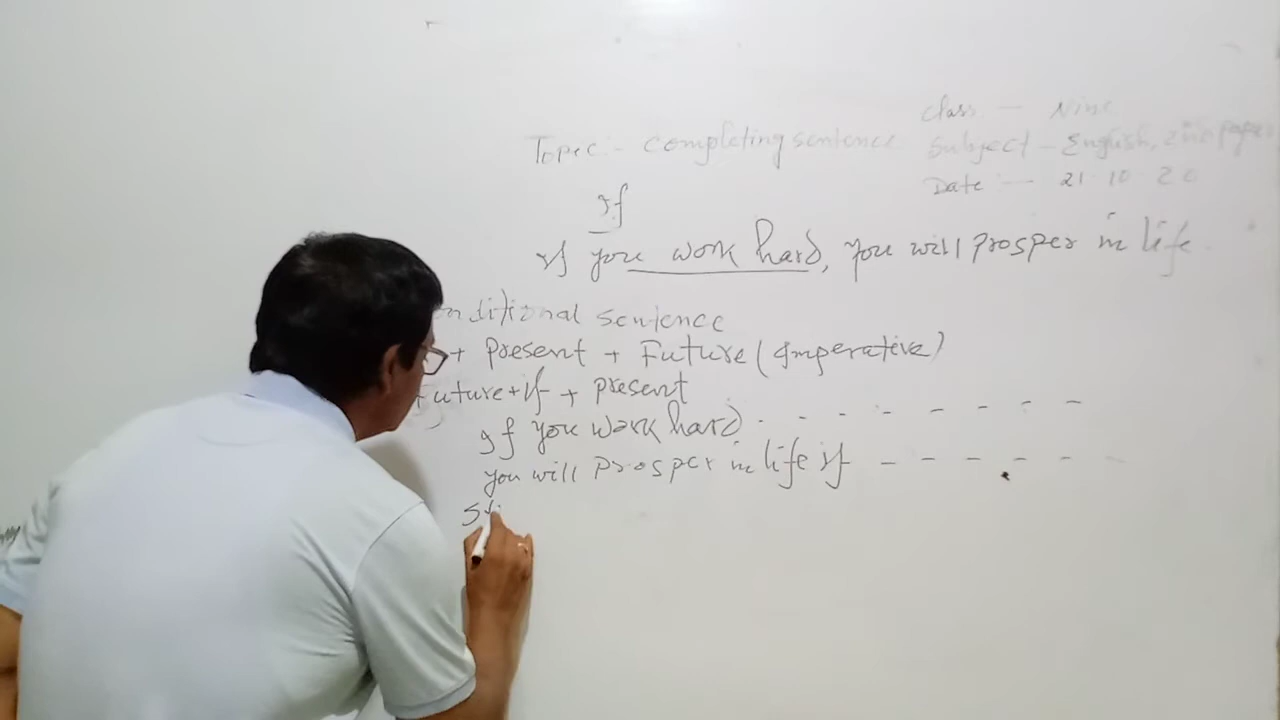 Class — Nine
Topic:- Completing sentence Subject — English, 2nd paper
Date :— 21 10 20
If
If you work hard, you will prosper in life
nditional sentence
+ Present + Future (Imperative)
Future + if + present
If you work hard - - - - - - - -
you will prosper in life if - - - - - -